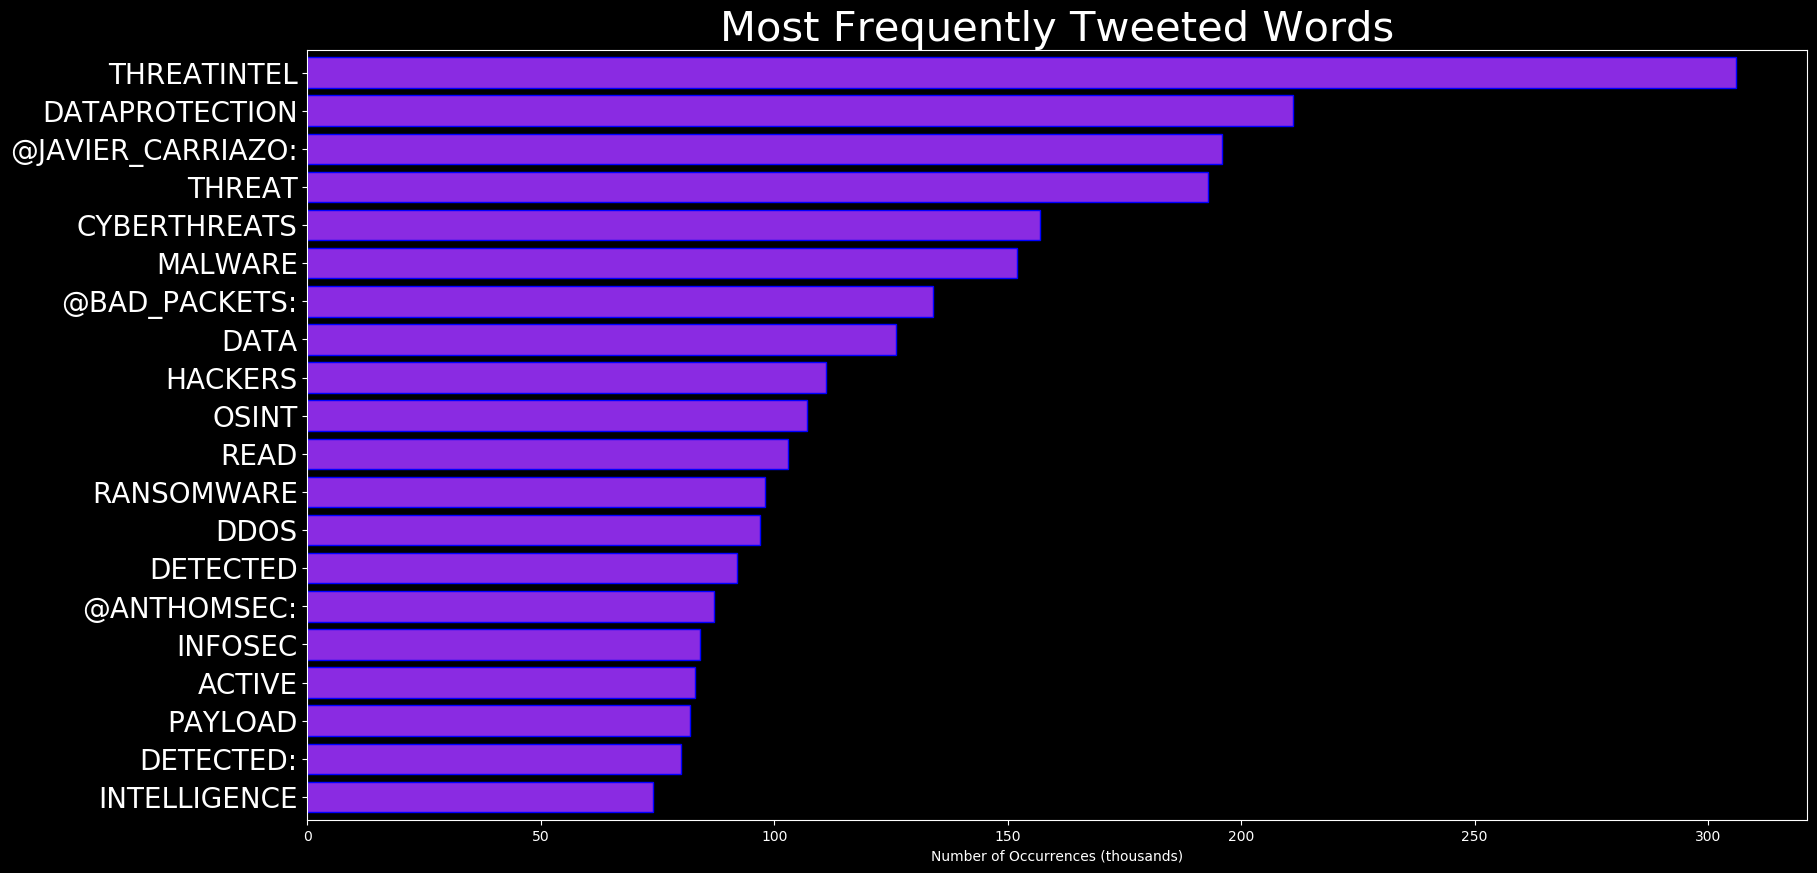 Most Frequently Tweeted Words
THREATINTEL
DATAPROTECTION
@JAVIER_CARRIAZO:
THREAT
CYBERTHREATS
MALWARE
@BAD_PACKETS:
DATA
HACKERS
OSINT
READ
RANSOMWARE
DDOS
DETECTED
@ANTHOMSEC:
INFOSEC
ACTIVE
PAYLOAD
DETECTED:
INTELLIGENCE
0 50 100 150 200 250 300
Number of Occurrences (thousands)